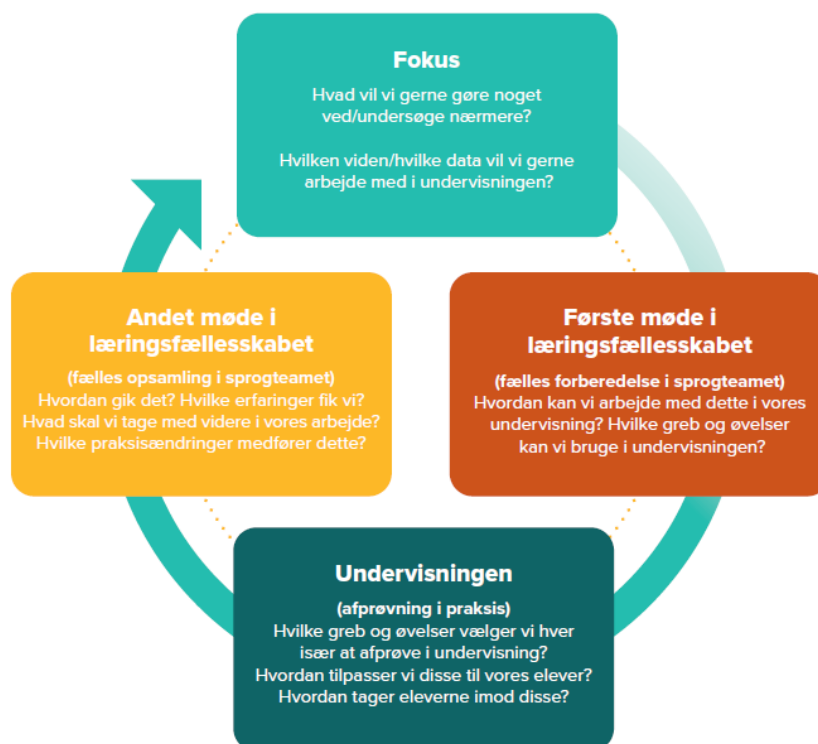 Fokus
Hvad vil vi gerne gøre noget
ved/undersøge nærmere?
Hvilken viden/hvilke data vil vi gerne
arbejde med i undervisningen?
Første møde i
læringsfællesskabet
(fælles forberedelse i sprogteamet)
Hvordan kan vi arbejde med dette i vores
undervisning? Hvilke greb og øvelser
kan vi bruge i undervisningen?
Undervisningen
(afprøvning i praksis)
Hvilke greb og øvelser vælger vi hver
især at afprøve i undervisning?
Hvordan tilpasser vi disse til vores elever?
Hvordan tager eleverne imod disse?
Andet møde i
læringsfællesskabet
(fælles opsamling i sprogteamet)
Hvordan gik det? Hvilke erfaringer fik vi?
Hvad skal vi tage med videre i vores arbejde?
Hvilke praksisændringer medfører dette?